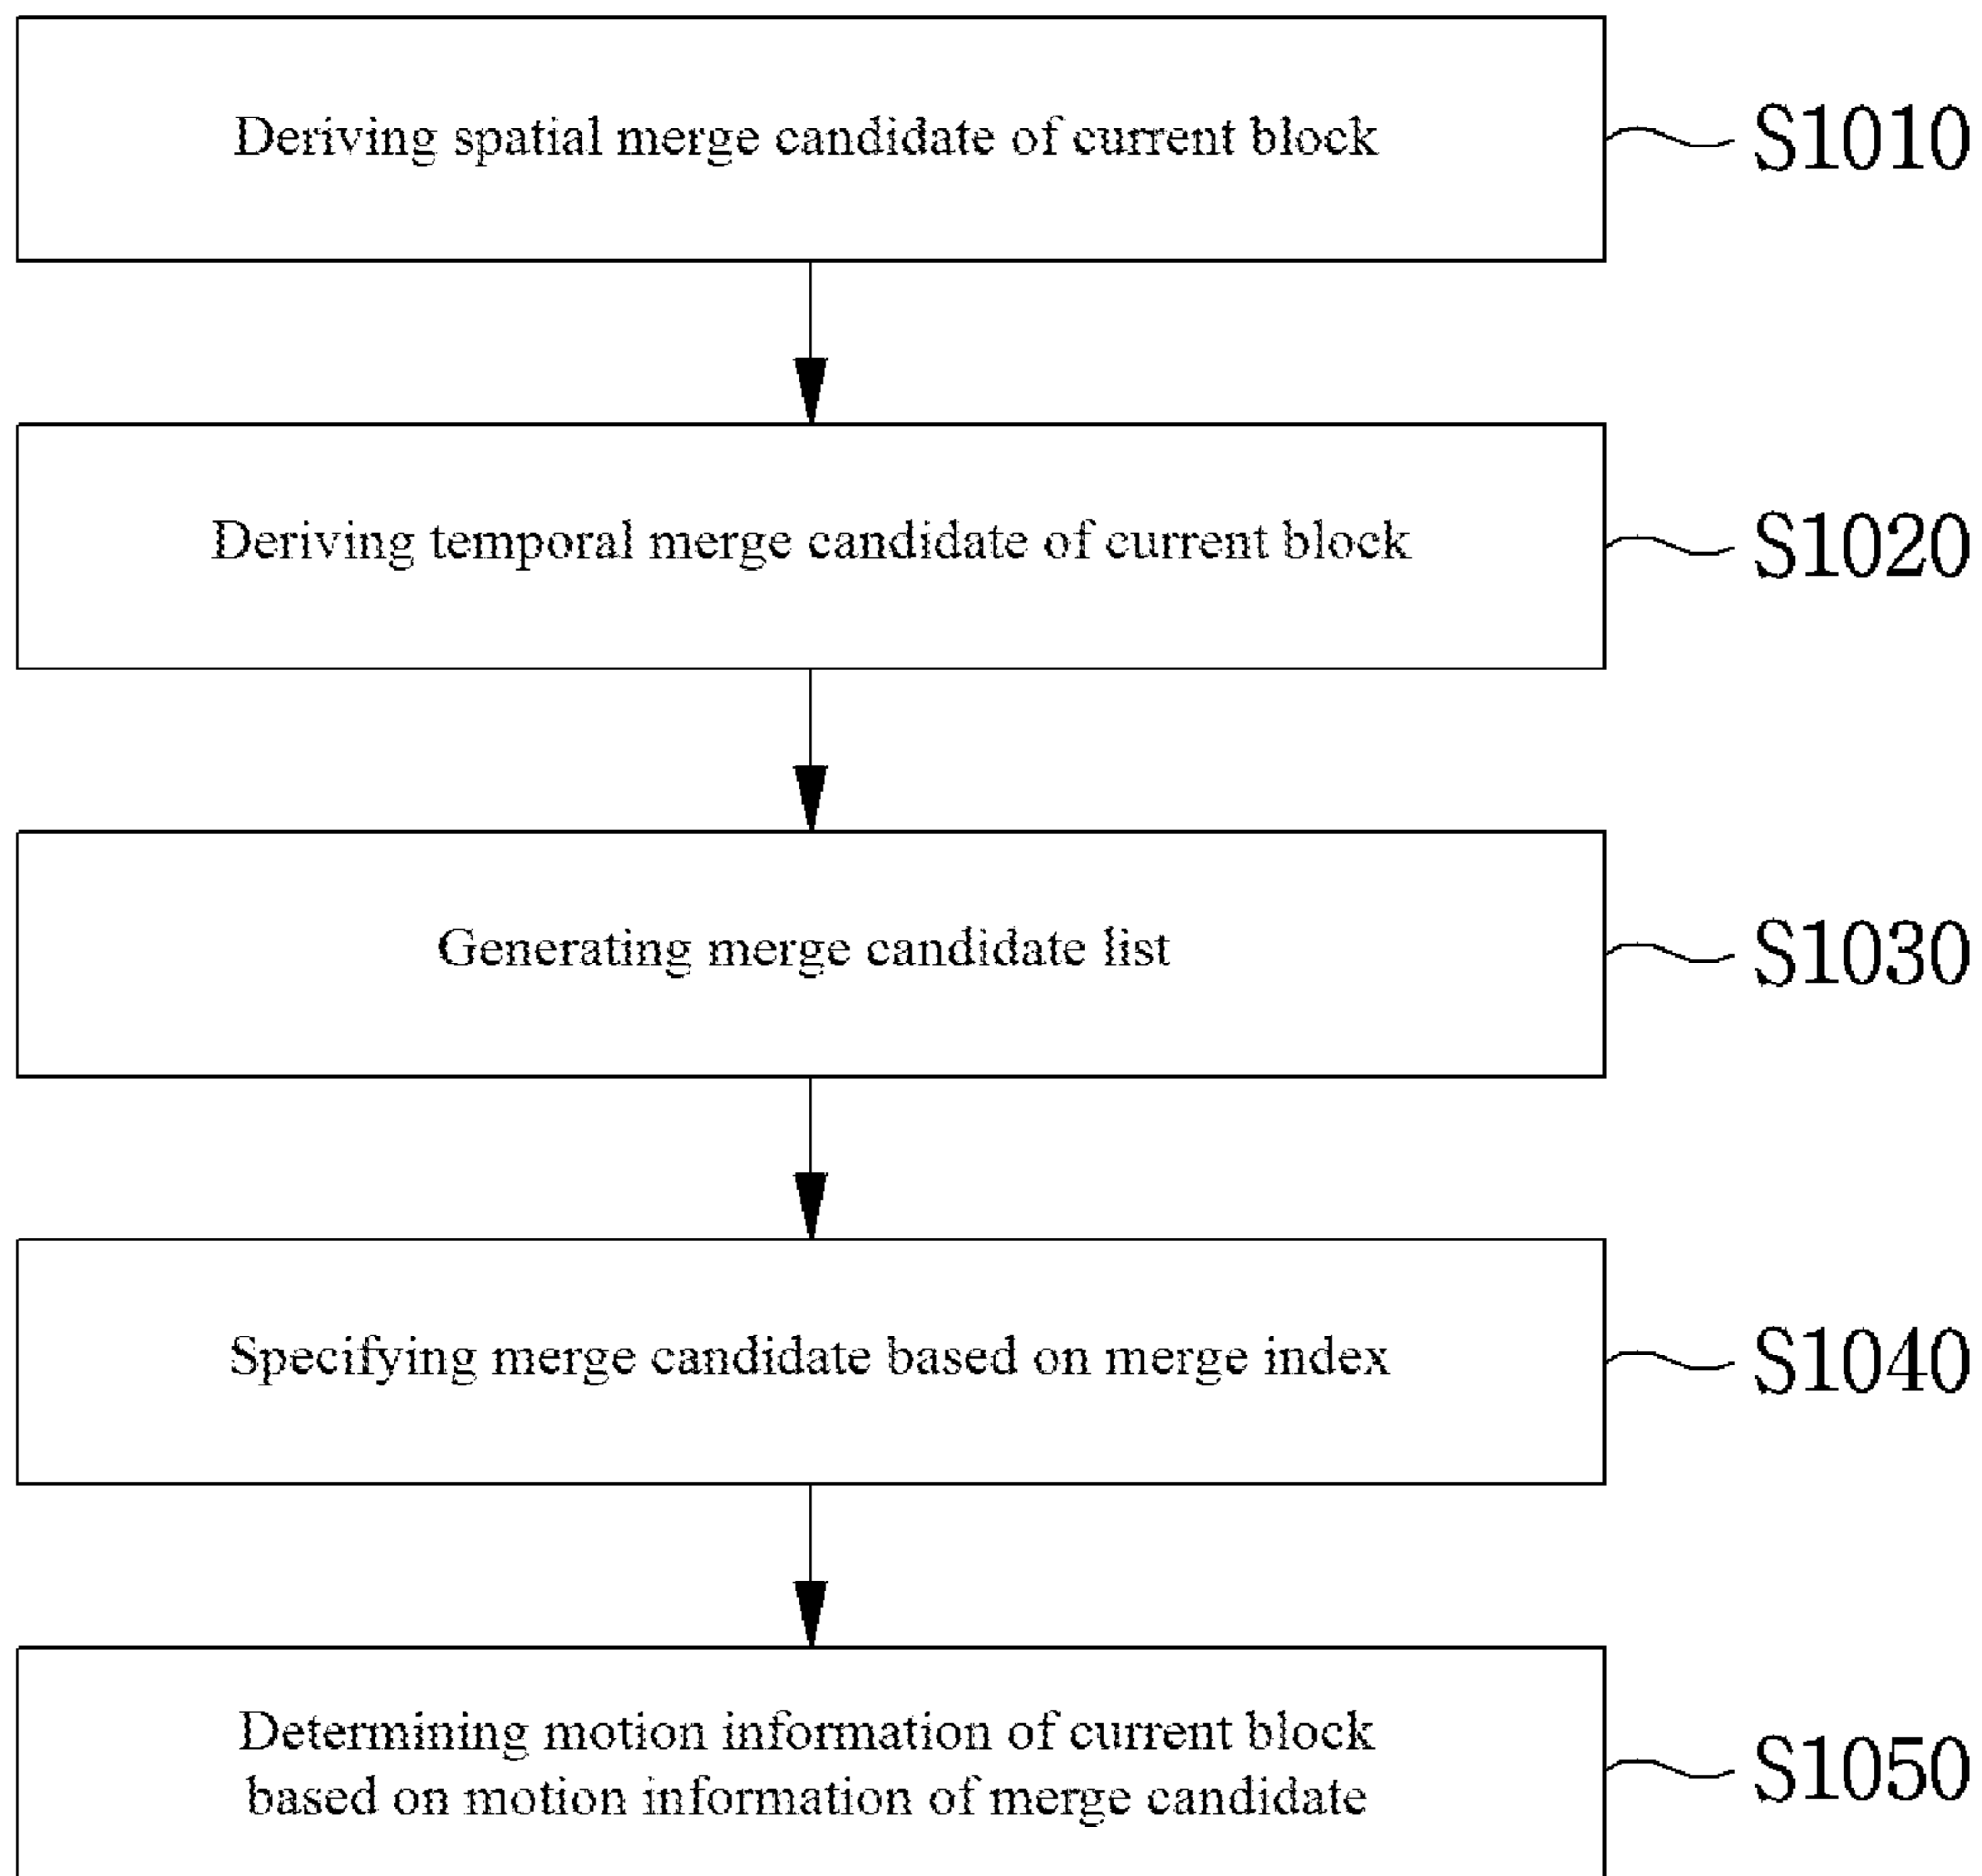 Deriving spatial merge candidate of current block
S1010
Deriving temporal merge candidate of current block
S1020
Generating merge candidate list
S1030
Specifying merge candidate based on merge index
S1040
Determining motion information of current block
based on motion information of merge candidate
S1050